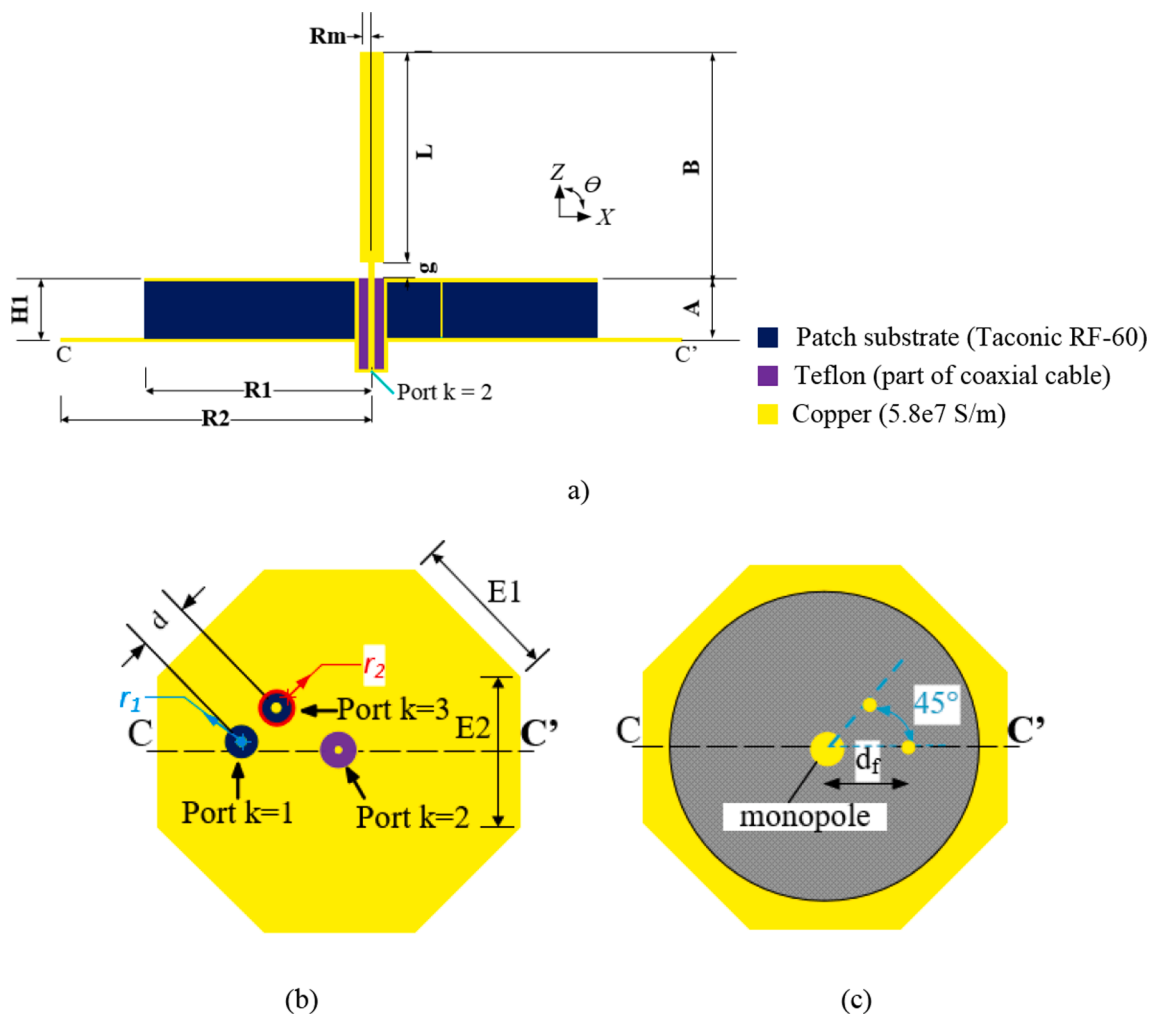 Rm
L
B
Z
Θ
X
g
H1
A
C
C’
R1
Port k = 2
R2
Patch substrate (Taconic RF-60)
Teflon (part of coaxial cable)
Copper (5.8e7 S/m)
a)
E1
d
r2
r1
Port k=3
E2
C
C’
Port k=1
Port k=2
45°
C
C’
df
monopole
(b)
(c)